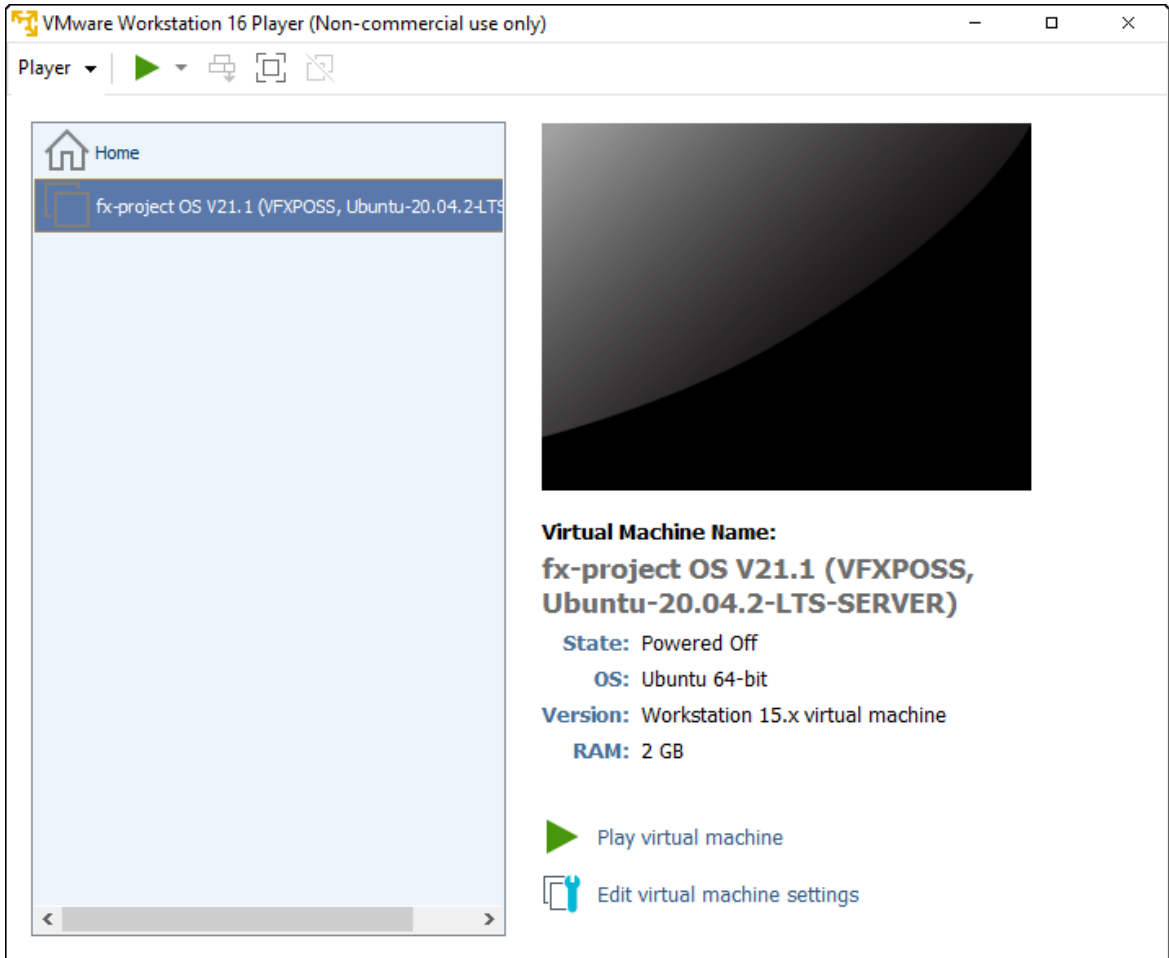 VMware Workstation 16 Player (Non-commercial use only)
Player
Home
fx-project OS V21.1 (VFXPOSS, Ubuntu-20.04.2-LTS
Virtual Machine Name:
fx-project OS V21.1 (VFXPOSS,
Ubuntu-20.04.2-LTS-SERVER)
State: Powered Off
OS: Ubuntu 64-bit
Version: Workstation 15.x virtual machine
RAM: 2 GB
Play virtual machine
Edit virtual machine settings